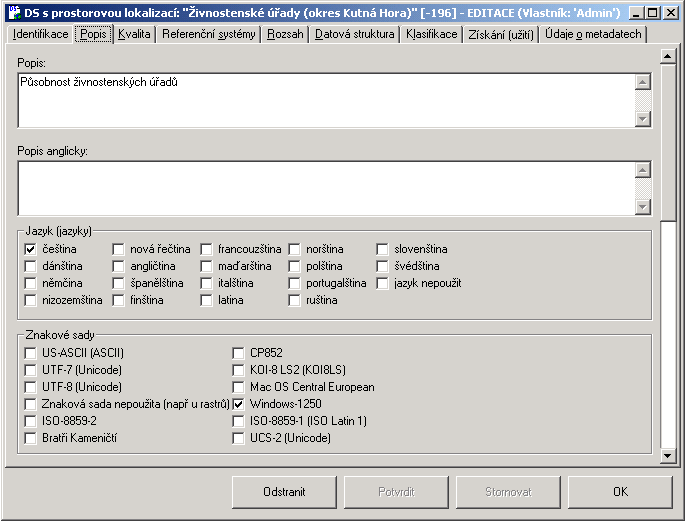 DS s prostorovou lokalizací: "Živnostenské úřady (okres Kutná Hora)" [-196] - EDITACE (Vlastník: 'Admin')
Identifikace Popis Kvalita Referenční systémy Rozsah Datová struktura Klasifikace Získání (užití) Údaje o metadatech
Popis:
Působnost živnostenských úřadů
Popis anglicky:
Jazyk (jazyky)
čeština nová řečtina francouzština norština slovenština
dánština angličtina maďarština polština švédština
němčina španělština italština portugalština jazyk nepoužit
nizozemština finština latina ruština
Znakové sady
US-ASCII (ASCII) CP852
UTF-7 (Unicode) KOI-8 LS2 (KOI8LS)
UTF-8 (Unicode) Mac OS Central European
Znaková sada nepoužita (např u rastrů) Windows-1250
ISO-8859-2 ISO-8859-1 (ISO Latin 1)
Bratři Kameničtí UCS-2 (Unicode)
Odstranit Potvrdit Stornovat OK